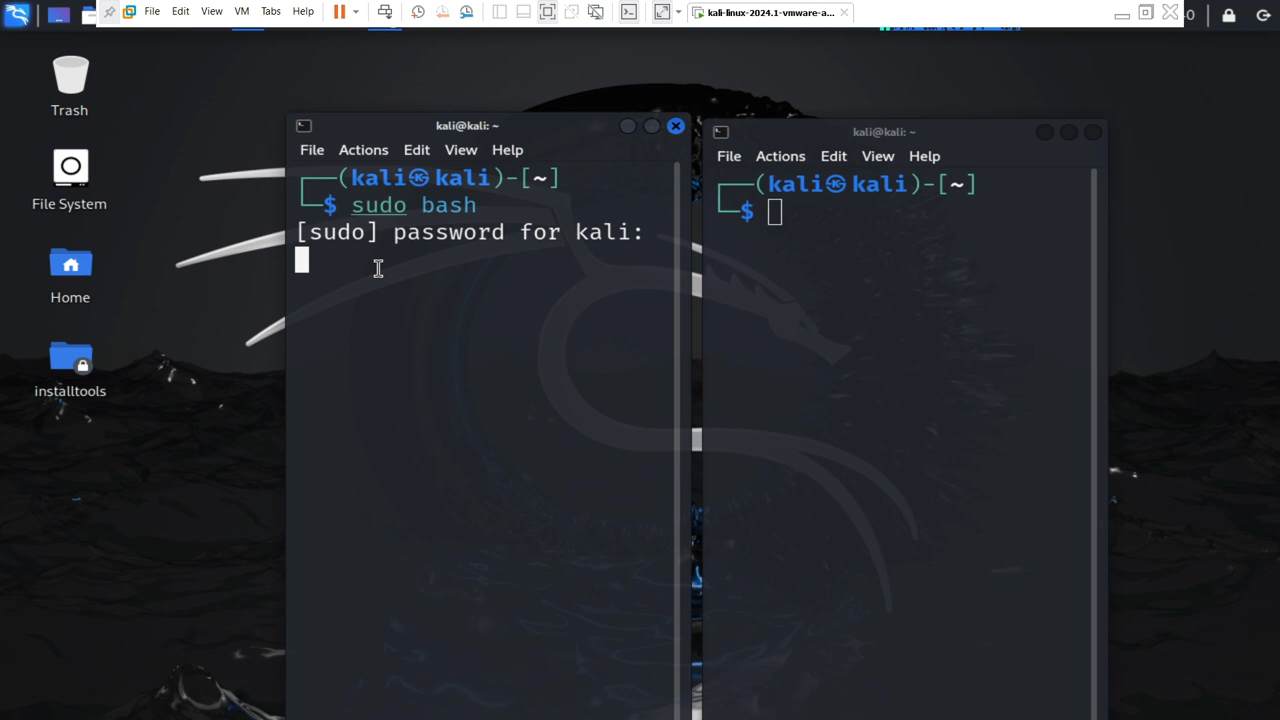 File Edit View VM Tabs Help
kali-linux-2024.1-vmware-a...
Trash
File System
Home
installtools
kali@kali: ~
File Actions Edit View Help
┌──(kali㉿kali)-[~]
└─$ sudo bash
[sudo] password for kali:
kali@kali: ~
File Actions Edit View Help
┌──(kali㉿kali)-[~]
└─$